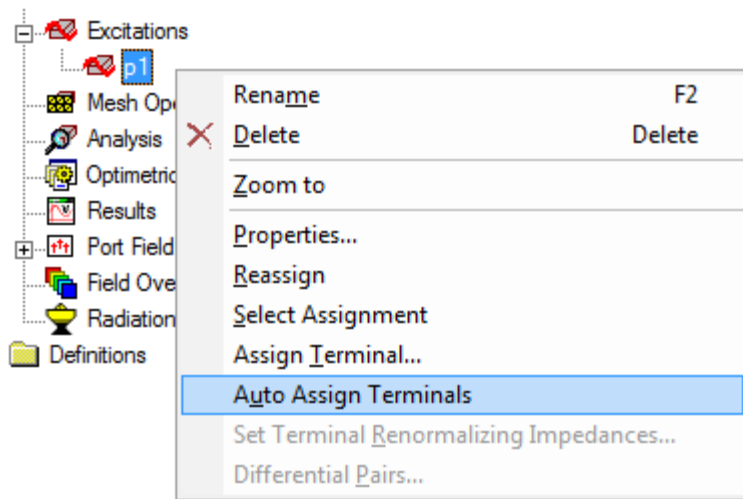 Excitations
p1
Mesh Ope
Analysis
Optimetric
Results
Port Field
Field Ove
Radiation
Definitions
Rename F2
Delete Delete
Zoom to
Properties...
Reassign
Select Assignment
Assign Terminal...
Auto Assign Terminals
Set Terminal Renormalizing Impedances...
Differential Pairs...